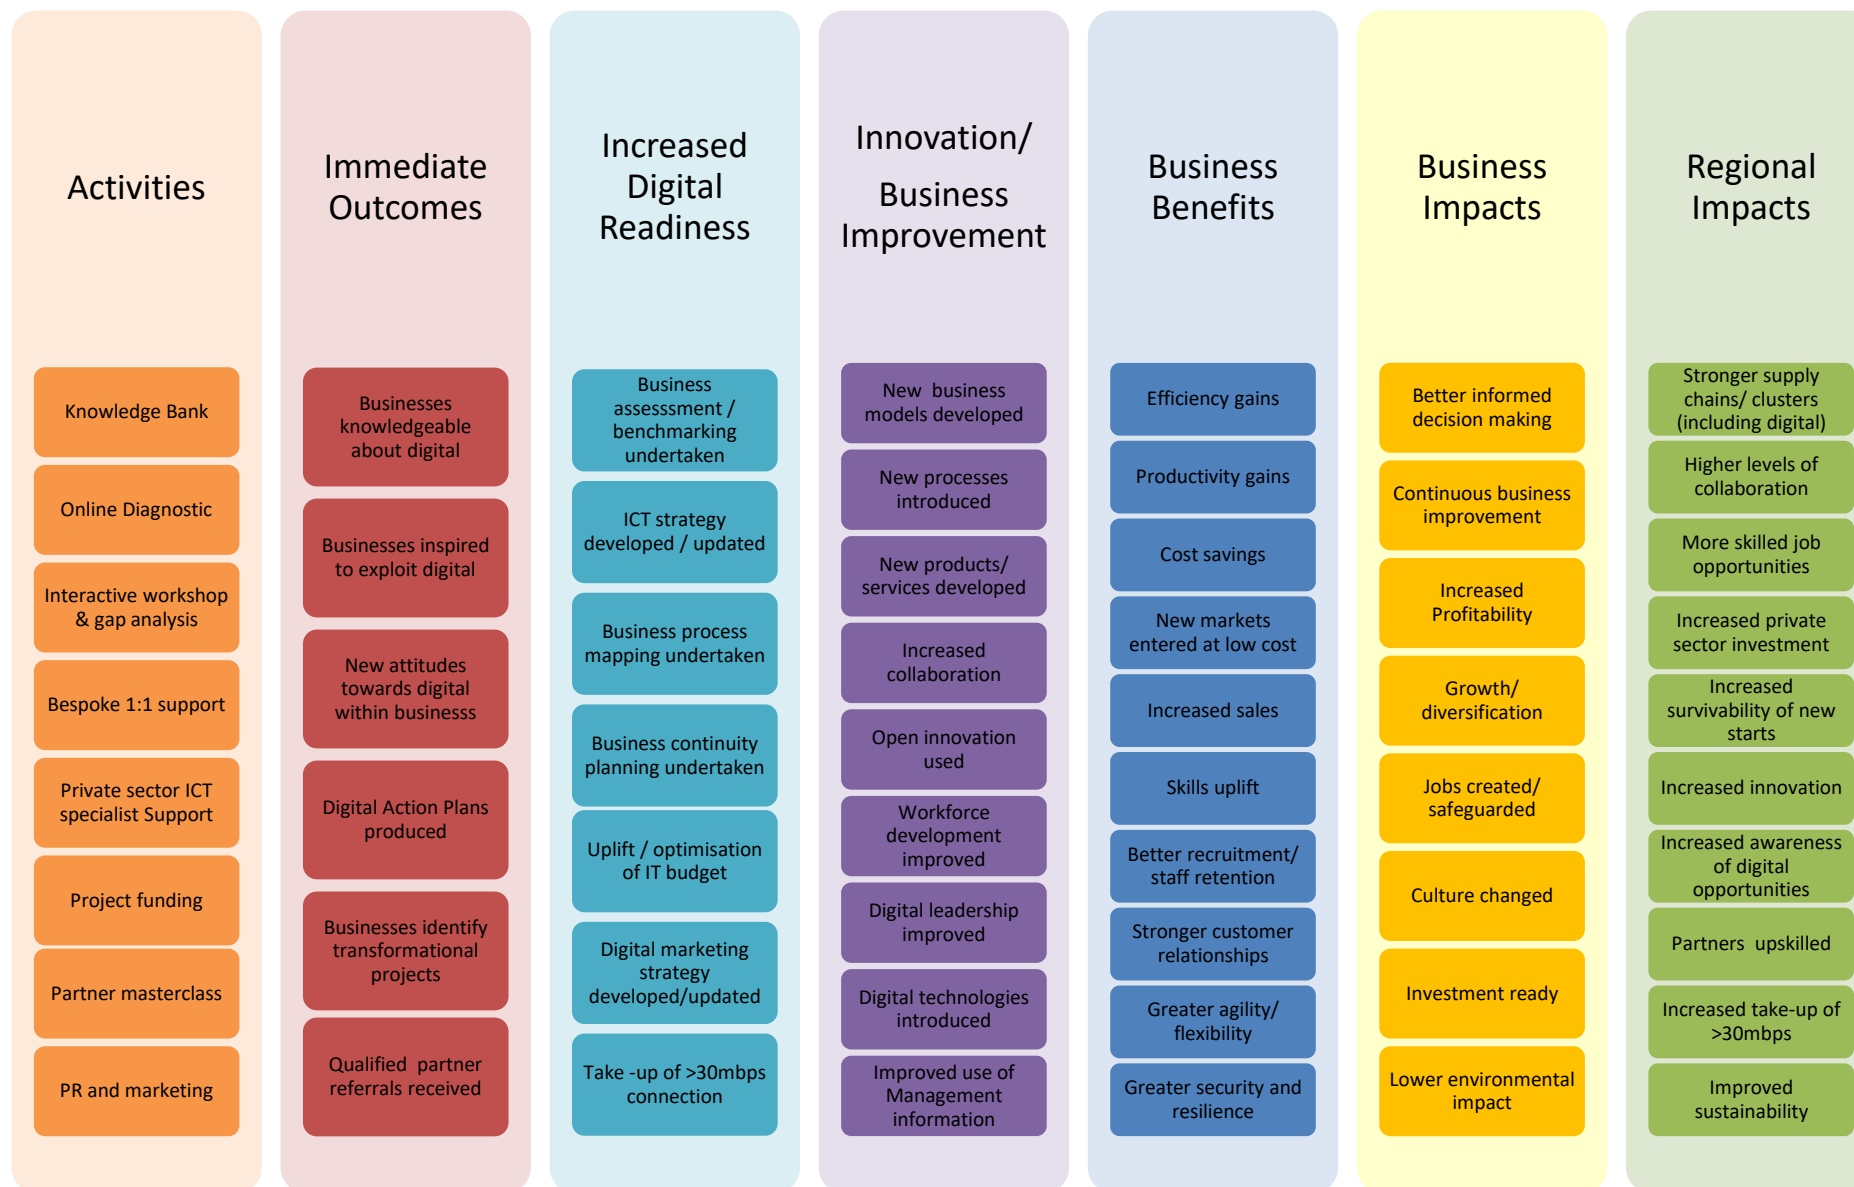 Activities
Knowledge Bank
Online Diagnostic
Interactive workshop
& gap analysis
Bespoke 1:1 support
Private sector ICT
specialist Support
Project funding
Partner masterclass
PR and marketing
Immediate
Outcomes
Businesses
knowledgeable
about digital
Businesses inspired
to exploit digital
New attitudes
towards digital
within businesss
Digital Action Plans
produced
Businesses identify
transformational
projects
Qualified partner
referrals received
Increased
Digital
Readiness
Business
assesssment /
benchmarking
undertaken
ICT strategy
developed / updated
Business process
mapping undertaken
Business continuity
planning undertaken
Uplift / optimisation
of IT budget
Digital marketing
strategy
developed/updated
Take -up of >30mbps
connection
Innovation/
Business
Improvement
New business
models developed
New processes
introduced
New products/
services developed
Increased
collaboration
Open innovation
used
Workforce
development
improved
Digital leadership
improved
Digital technologies
introduced
Improved use of
Management
information
Business
Benefits
Efficiency gains
Productivity gains
Cost savings
New markets
entered at low cost
Increased sales
Skills uplift
Better recruitment/
staff retention
Stronger customer
relationships
Greater agility/
flexibility
Greater security and
resilience
Business
Impacts
Better informed
decision making
Continuous business
improvement
Increased
Profitability
Growth/
diversification
Jobs created/
safeguarded
Culture changed
Investment ready
Lower environmental
impact
Regional
Impacts
Stronger supply
chains/ clusters
(including digital)
Higher levels of
collaboration
More skilled job
opportunities
Increased private
sector investment
Increased
survivability of new
starts
Increased innovation
Increased awareness
of digital
opportunities
Partners upskilled
Increased take-up of
>30mbps
Improved
sustainability